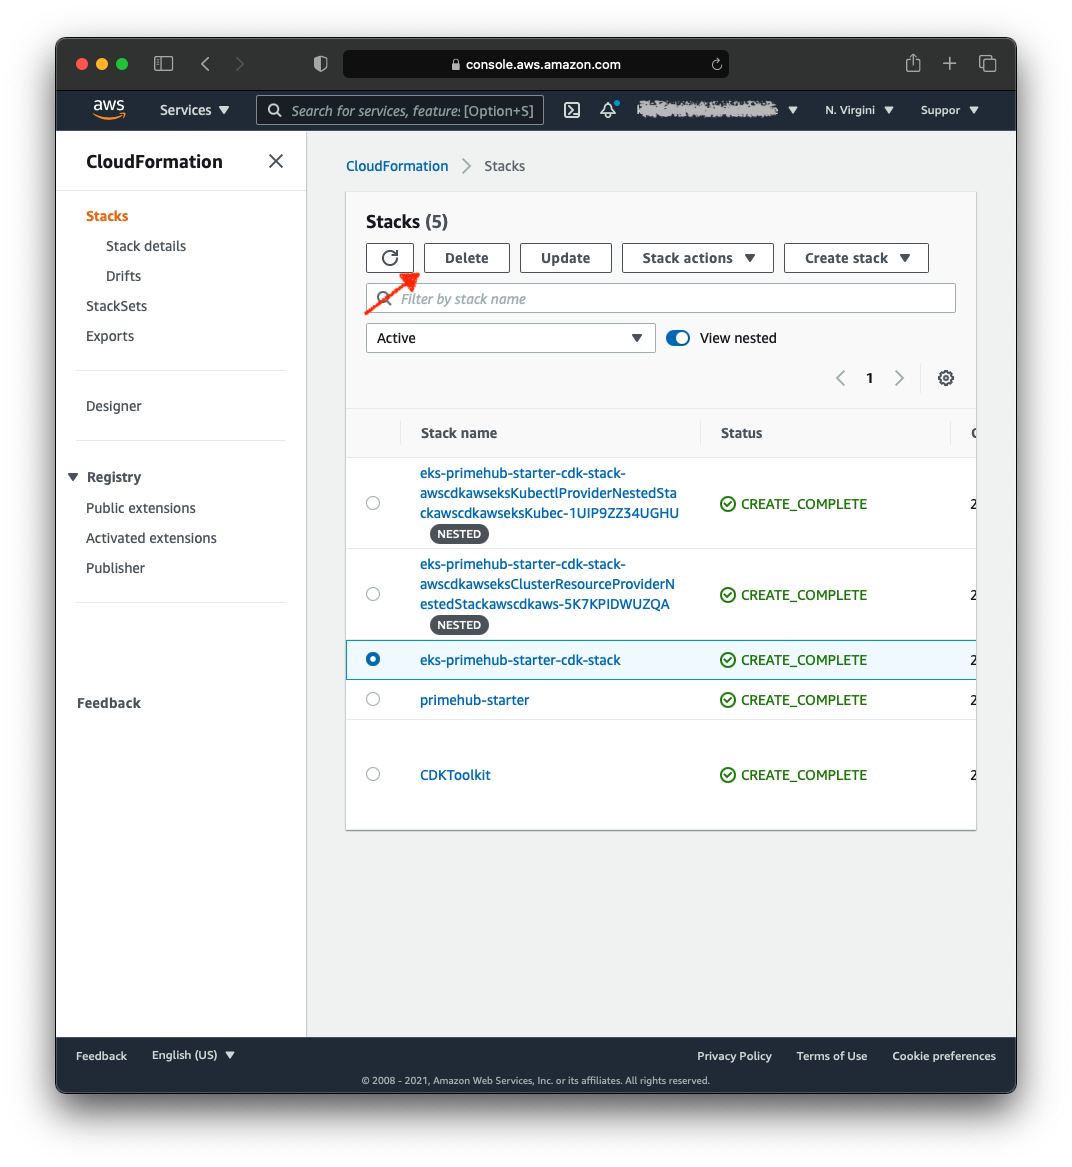 console.aws.amazon.com
aws
Services
Search for services, features
[Option+S]
N. Virgini
Suppor
CloudFormation
Stacks
Stack details
Drifts
StackSets
Exports
Designer
Registry
Public extensions
Activated extensions
Publisher
Feedback
CloudFormation
Stacks
Stacks (5)
Delete
Update
Stack actions
Create stack
Filter by stack name
Active
View nested
1
Stack name
Status
eks-primehub-starter-cdk-stack-
awscdkawseksKubectlProviderNestedSta
ckawscdkawseksKubec-1UIP9ZZ34UGHU
NESTED
CREATE_COMPLETE
2
eks-primehub-starter-cdk-stack-
awscdkawseksClusterResourceProviderN
estedStackawscdkaws-5K7KPIDWUZQA
NESTED
CREATE_COMPLETE
2
eks-primehub-starter-cdk-stack
CREATE_COMPLETE
2
primehub-starter
CREATE_COMPLETE
2
CDKToolkit
CREATE_COMPLETE
2
Feedback
English (US)
Privacy Policy
Terms of Use
Cookie preferences
© 2008 - 2021, Amazon Web Services, Inc. or its affiliates. All rights reserved.